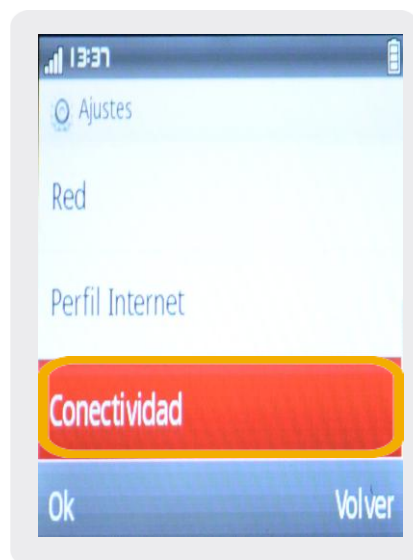 13:37
Ajustes
Red
Perfil Internet
Conectividad
Ok Volver